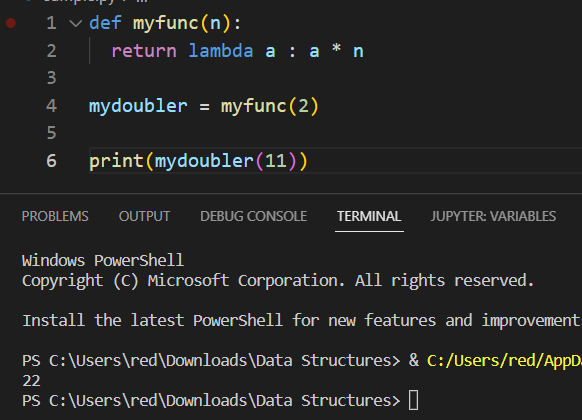 1 def myfunc(n):
2 return lambda a : a * n
3
4 mydoubler = myfunc(2)
5
6 print(mydoubler(11))
PROBLEMS OUTPUT DEBUG CONSOLE TERMINAL JUPYTER: VARIABLES
Windows PowerShell
Copyright (C) Microsoft Corporation. All rights reserved.
Install the latest PowerShell for new features and improvement
PS C:\Users\red\Downloads\Data Structures> & C:/Users/red/AppD
22
PS C:\Users\red\Downloads\Data Structures>